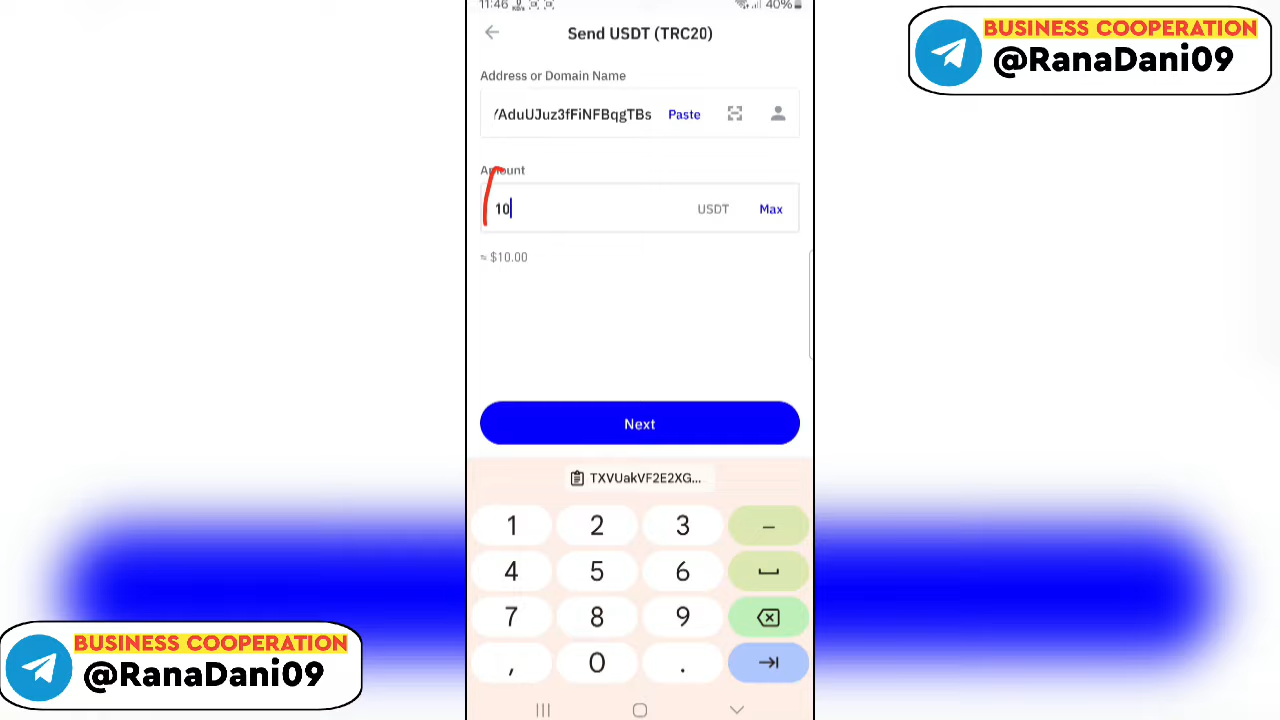 11:46
40%
Send USDT (TRC20)
BUSINESS COOPERATION
@RanaDani09
Address or Domain Name
YAduUJuz3fFiNFBqgTBs Paste
Amount
10 USDT Max
≈ $10.00
Next
TXVUakVF2E2XG...
1 2 3 –
4 5 6
7 8 9
, 0 .
BUSINESS COOPERATION
@RanaDani09